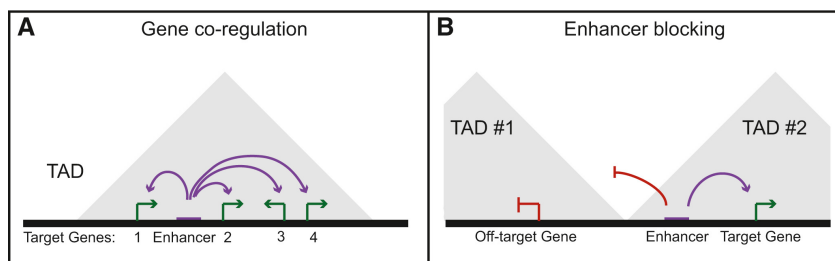 A Gene co-regulation
TAD
Target Genes: 1 Enhancer 2 3 4
B Enhancer blocking
TAD #1 TAD #2
Off-target Gene Enhancer Target Gene